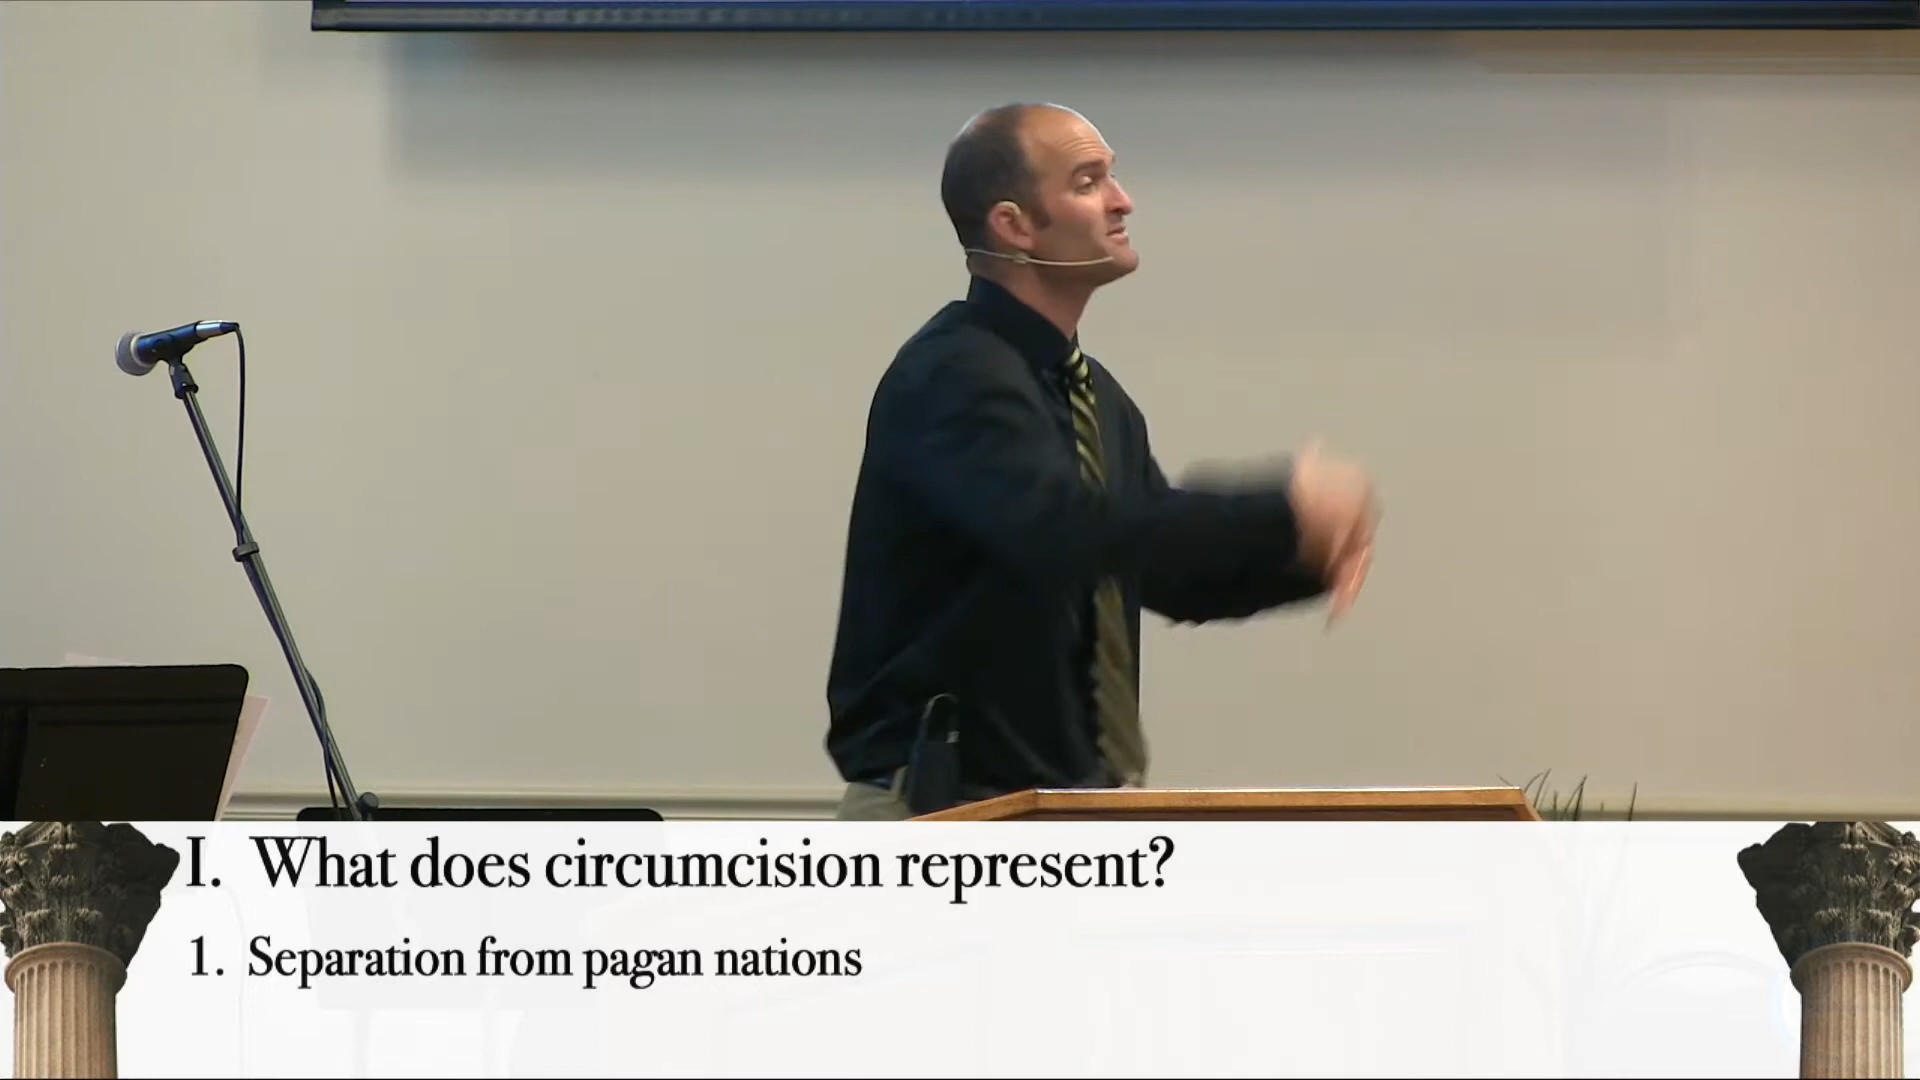 I. What does circumcision represent?
1. Separation from pagan nations